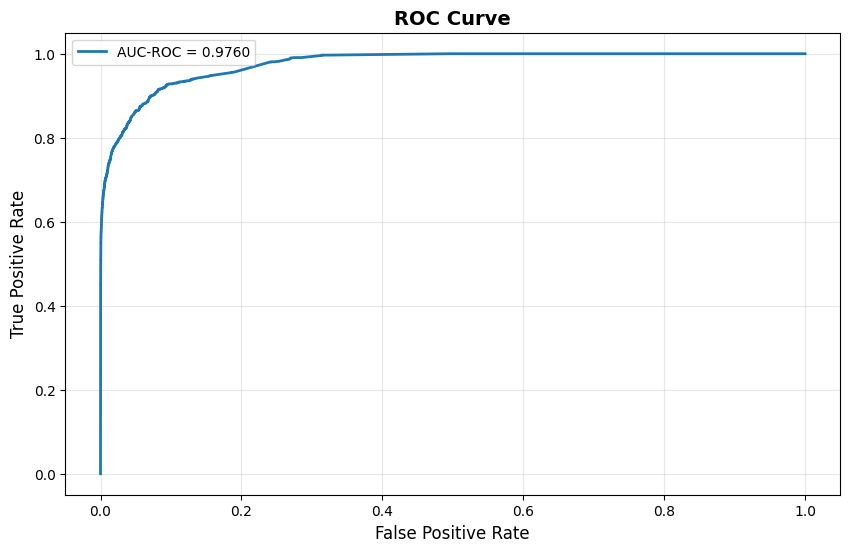 ROC Curve
AUC-ROC = 0.9760
True Positive Rate
1.0
0.8
0.6
0.4
0.2
0.0
0.0 0.2 0.4 0.6 0.8 1.0
False Positive Rate